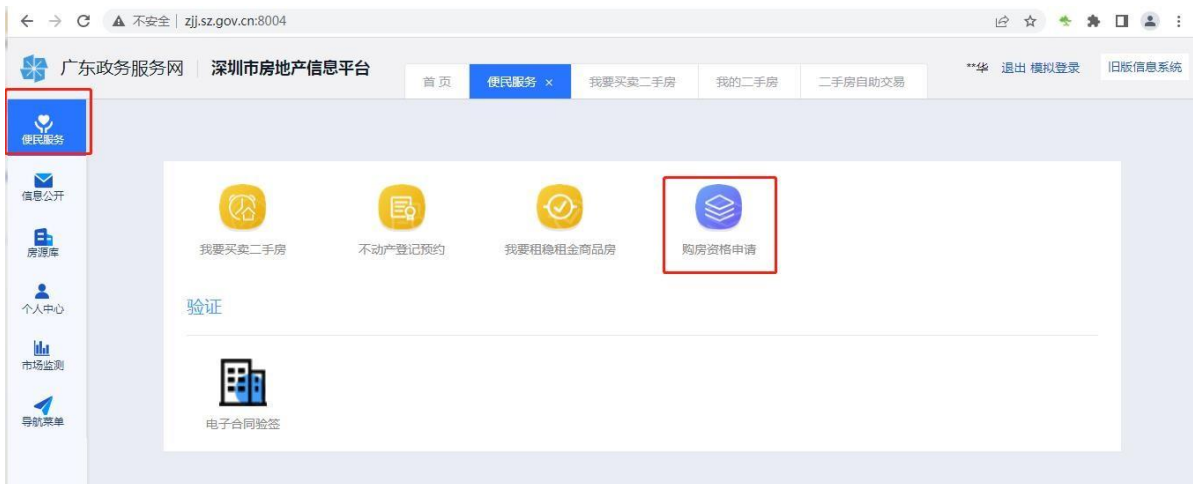 不安全 | zjj.sz.gov.cn:8004
广东政务服务网 深圳市房地产信息平台
首页 便民服务 × 我要买卖二手房 我的二手房 二手房自助交易
**华 退出 模拟登录 旧版信息系统
便民服务
信息公开
房源库
个人中心
市场监测
导航菜单
我要买卖二手房 不动产登记预约 我要租稳租金商品房 购房资格申请
验证
电子合同验签